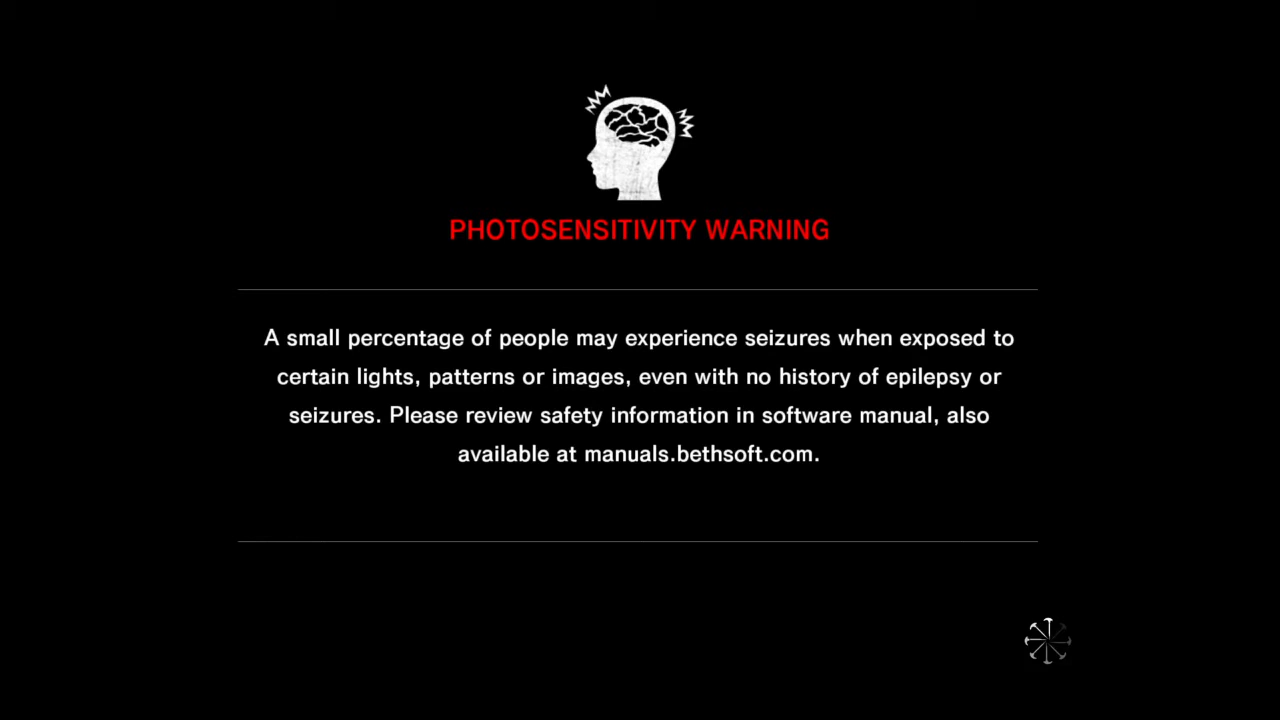 PHOTOSENSITIVITY WARNING
A small percentage of people may experience seizures when exposed to
certain lights, patterns or images, even with no history of epilepsy or
seizures. Please review safety information in software manual, also
available at manuals.bethsoft.com.